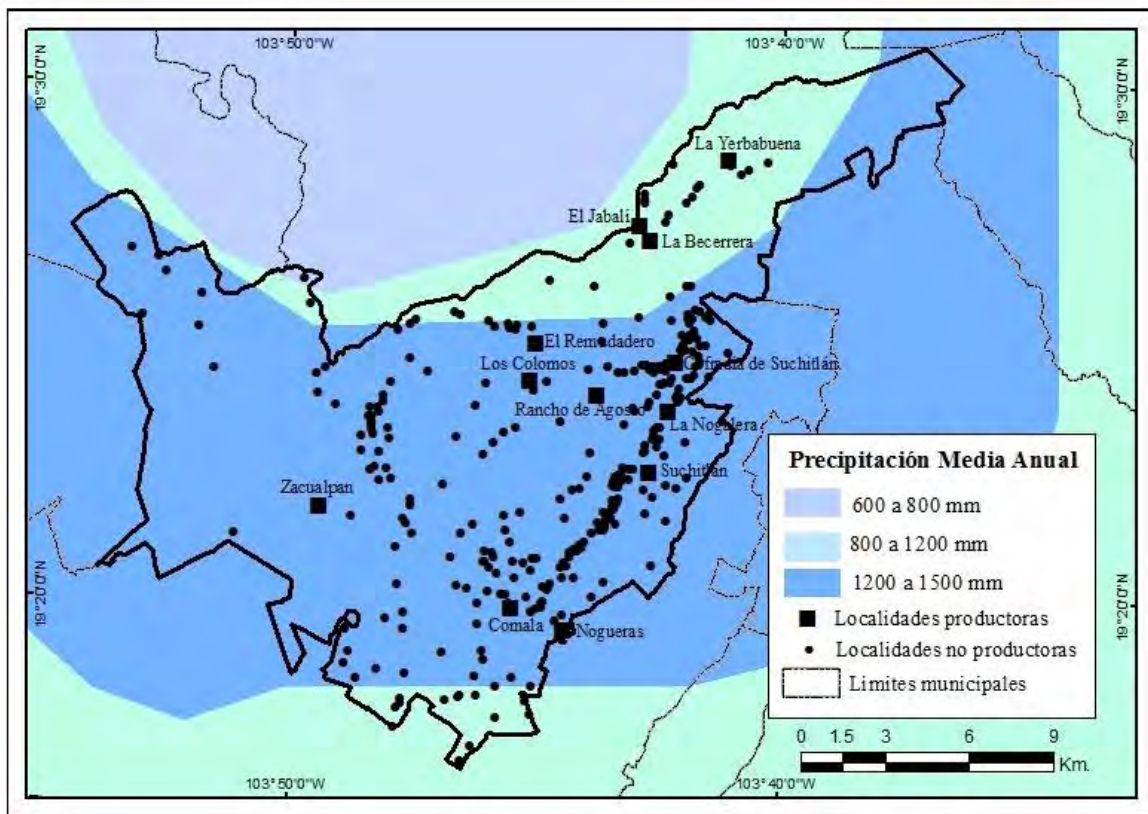 103°50'0"W
103°40'0"W
19°30'0"N
19°30'0"N
La Yerbabuena
El Jabalí
La Becerrera
El Remudadero
Los Colomos
Cofradía de Suchitlán
Rancho de Agosto
La Nogalera
Suchitlán
Zacualpan
Precipitación Media Anual
600 a 800 mm
800 a 1200 mm
1200 a 1500 mm
Localidades productoras
Localidades no productoras
Límites municipales
19°20'0"N
19°20'0"N
Comala
Nogueras
0 1.5 3 6 9
Km.
103°50'0"W
103°40'0"W